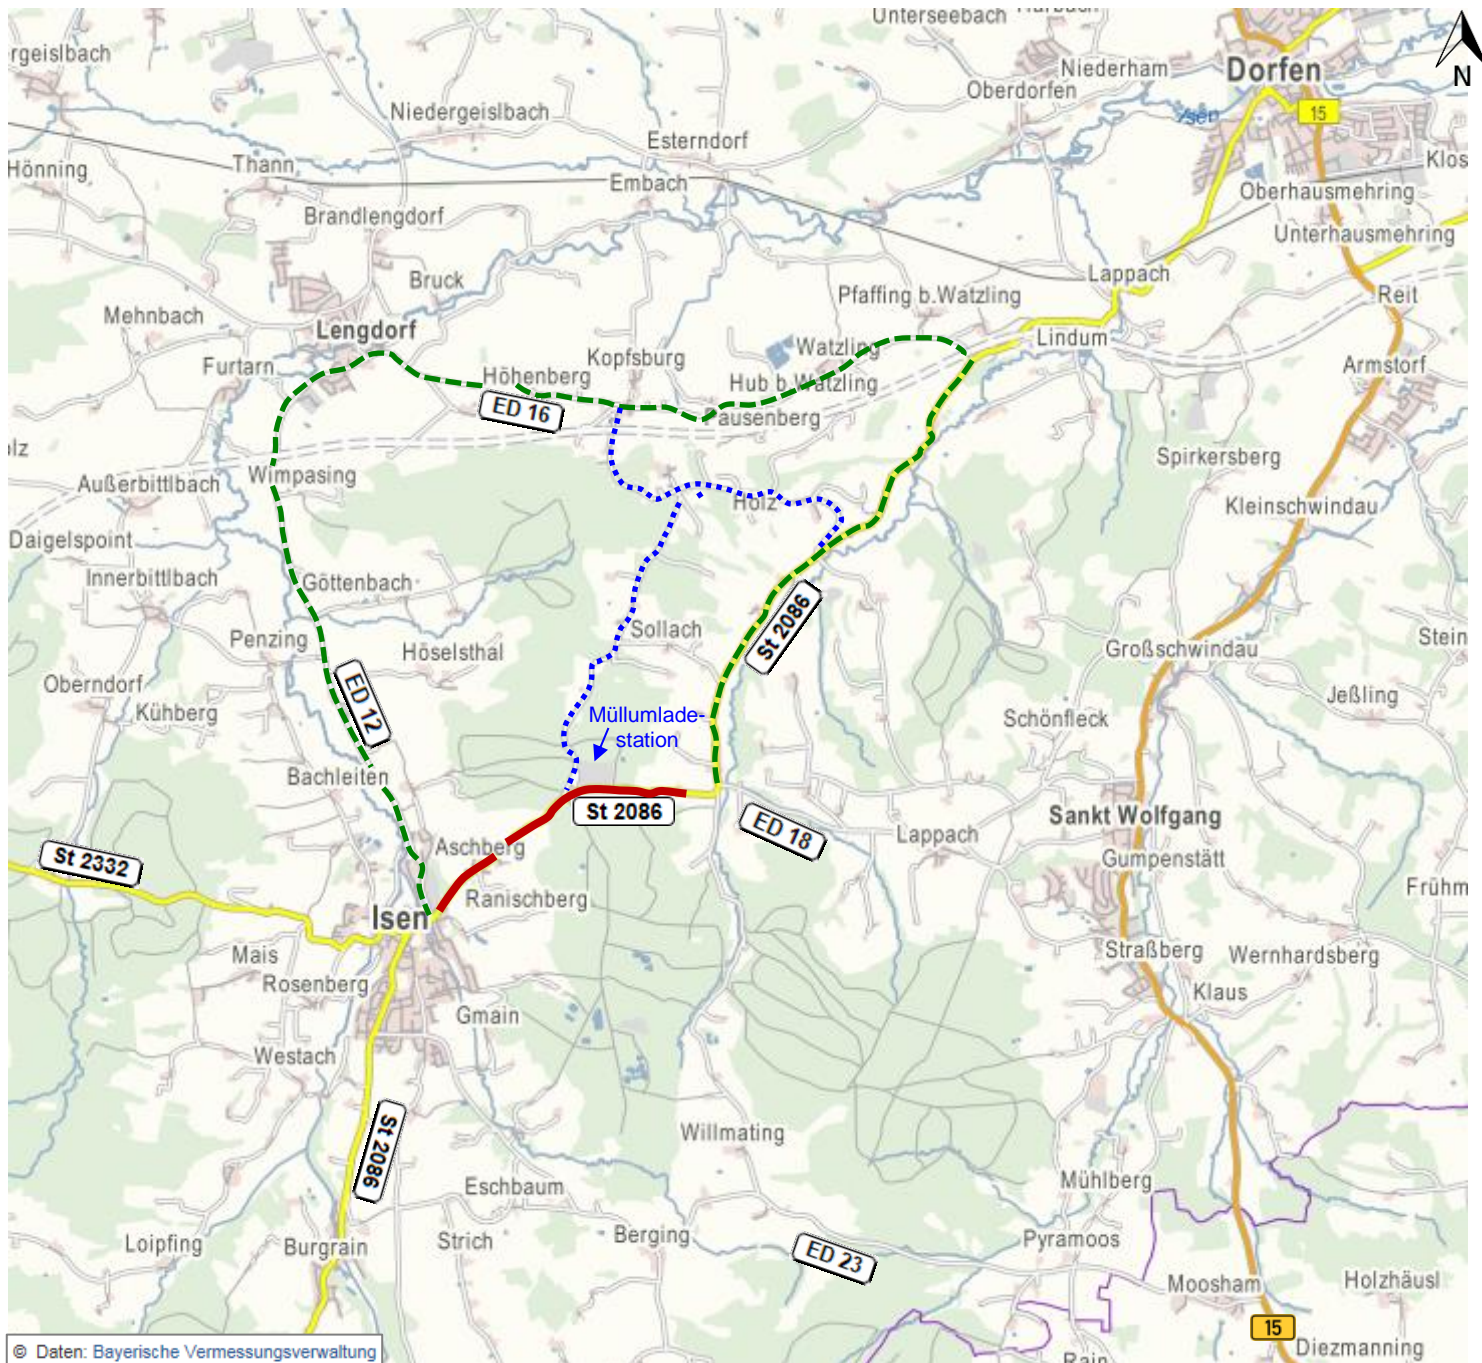 Unterseebach
rgeislbach
Dorfen
Niederham
N
Oberdorfen
Niedergeislbach
Isen
15
Esterndorf
Klos
Hönning
Thann
Embach
Oberhausmehring
Brandlengdorf
Unterhausmehring
Bruck
Lappach
Pfaffing b.Watzling
Reit
Mehnbach
Lengdorf
Lindum
Watzling
Kopfsburg
Furtarn
Armstorf
Höhenberg
Hub b.Watzling
ED 16
Pausenberg
olz
Spirkersberg
Wimpasing
Außerbittlbach
Holz
Kleinschwindau
Daigelspoint
Innerbittlbach
Göttenbach
St 2086
Sollach
Stein
Penzing
Höselsthal
Großschwindau
Oberndorf
ED 12
Jeßling
Kühberg
Müllumlade-
station
Schönfleck
Bachleiten
St 2086
Sankt Wolfgang
ED 18
Lappach
Aschberg
St 2332
Gumpenstätt
Frühm
Ranischberg
Isen
Mais
Straßberg
Wernhardsberg
Rosenberg
Klaus
Gmain
Westach
Willmating
St 2086
Mühlberg
Eschbaum
Loipfing
Burgrain
Strich
Berging
ED 23
Pyramoos
Moosham
Holzhäusl
15
Diezmanning
© Daten: Bayerische Vermessungsverwaltung
Rain